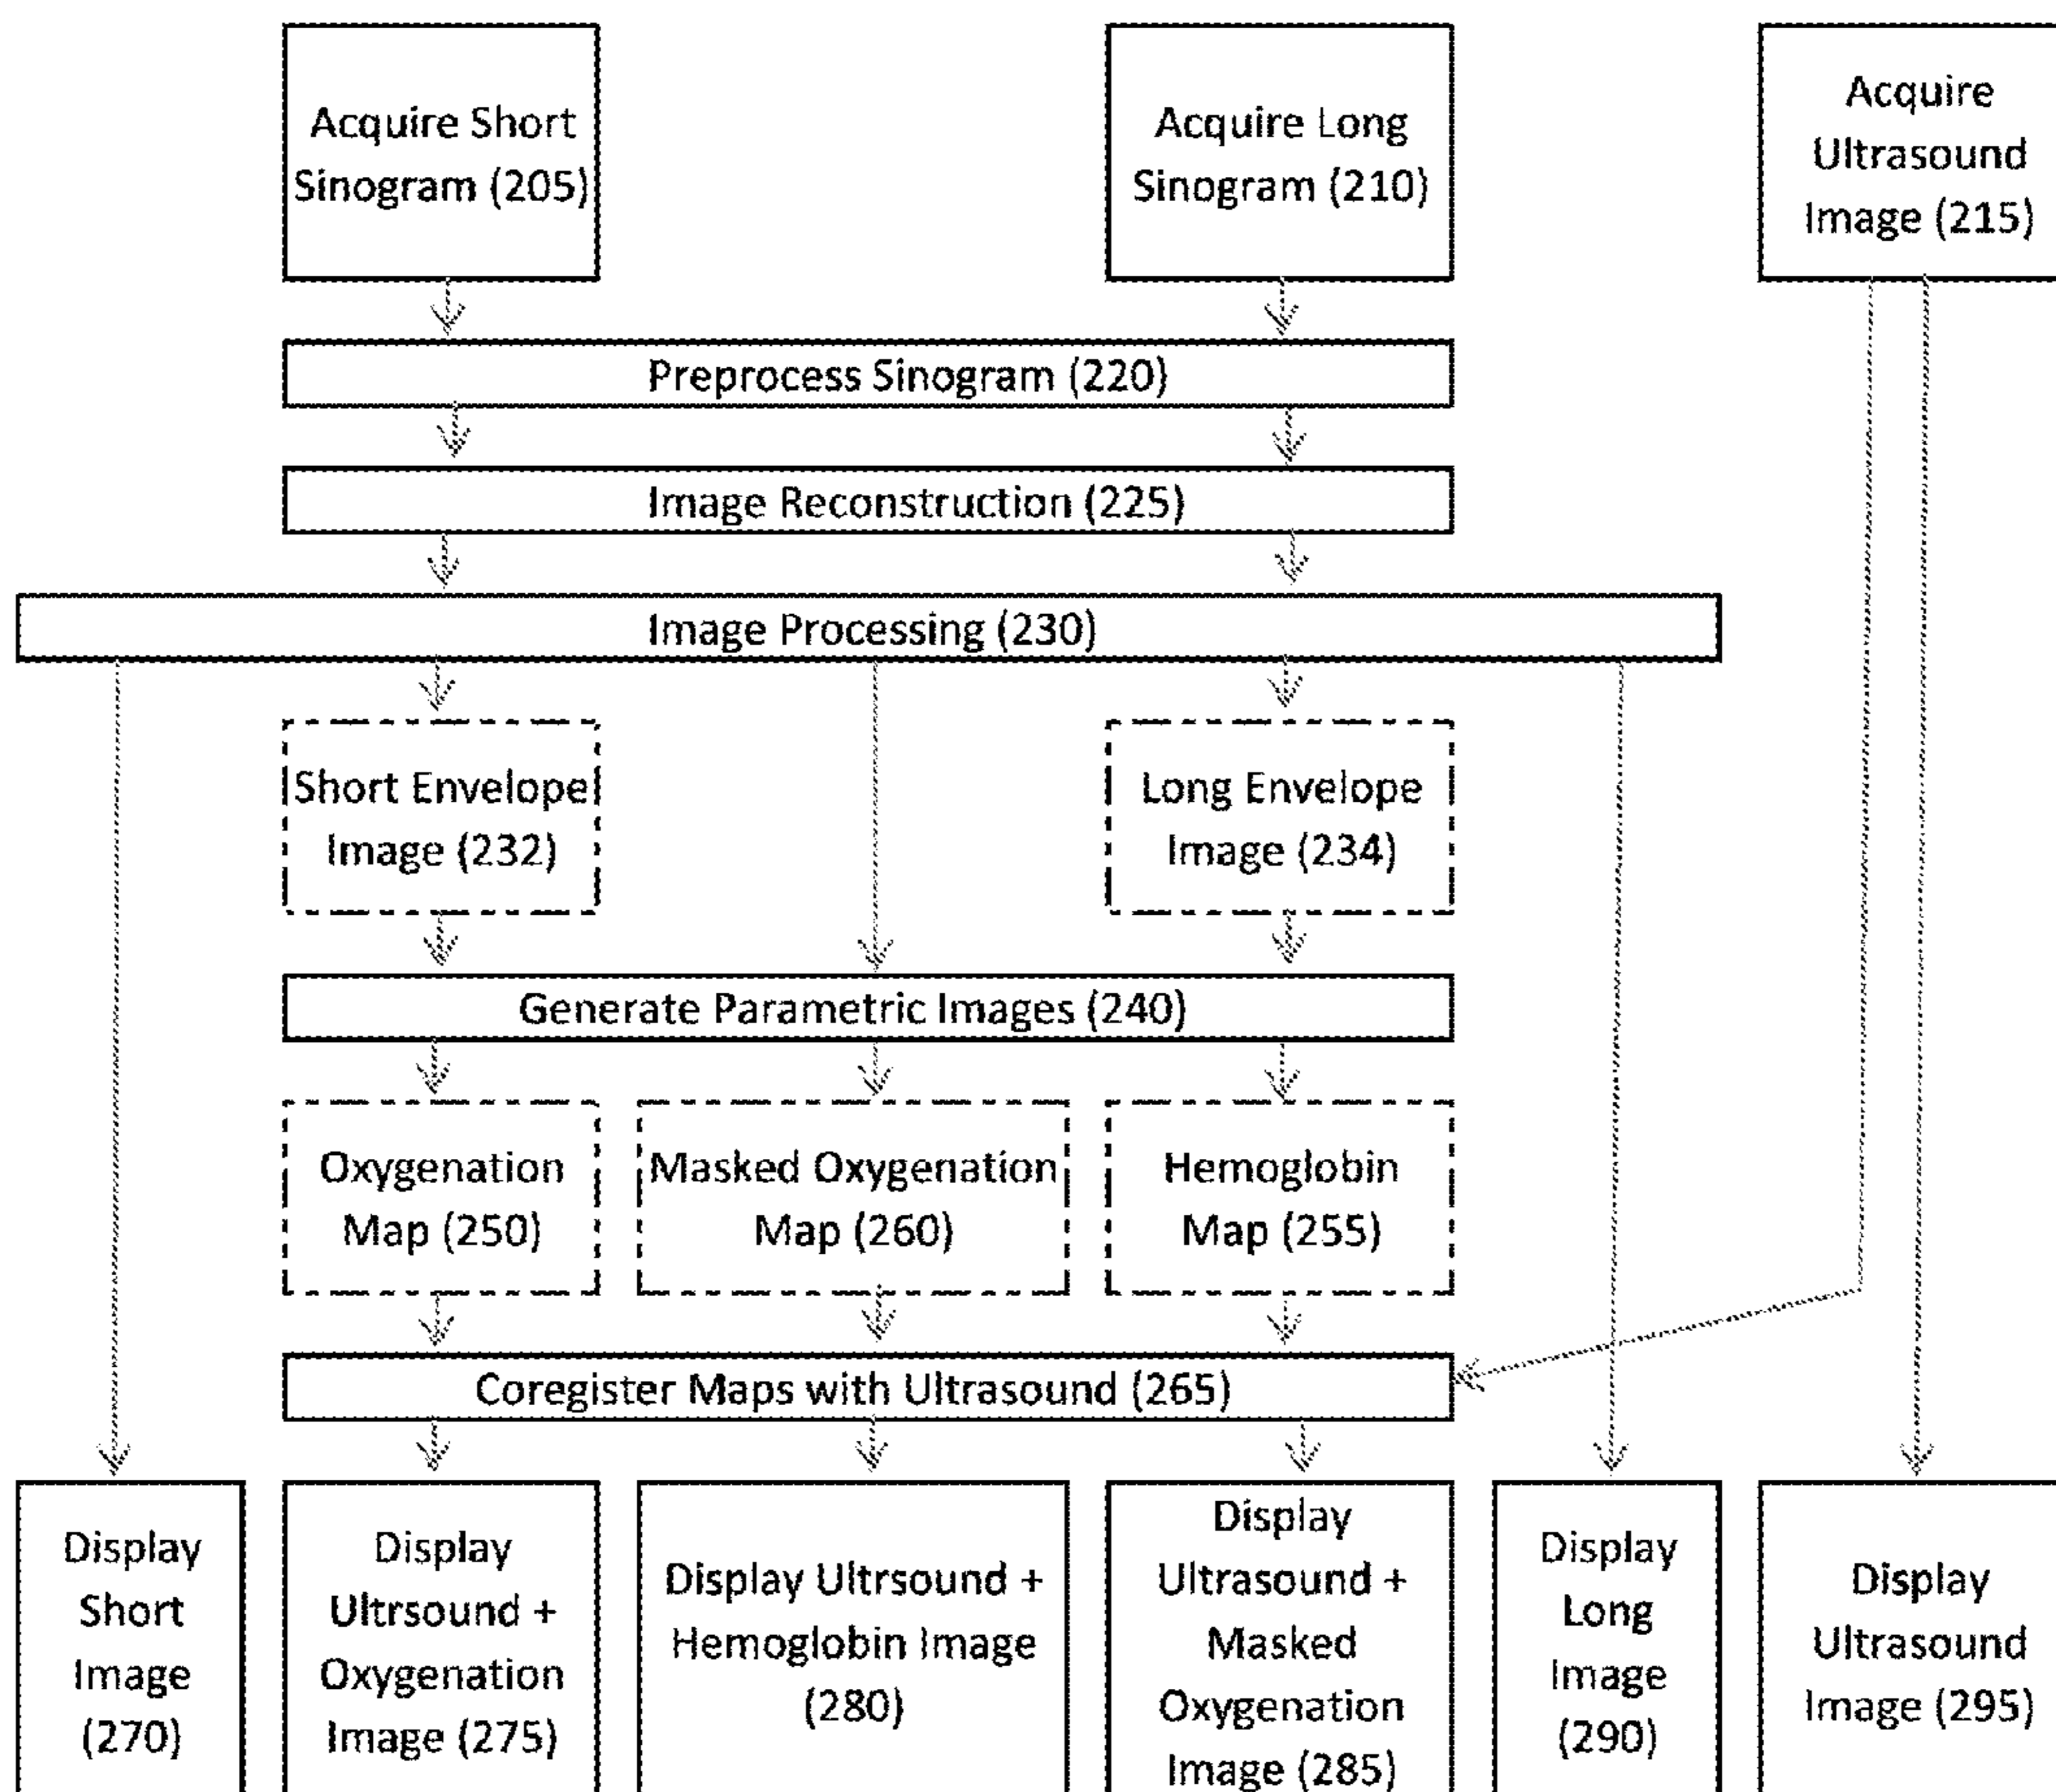 Acquire Short
Sinogram (205)
Acquire Long
Sinogram (210)
Acquire
Ultrasound
Image (215)
Preprocess Sinogram (220)
Image Reconstruction (225)
Image Processing (230)
Short Envelope
Image (232)
Long Envelope
Image (234)
Generate Parametric Images (240)
Oxygenation
Map (250)
Masked Oxygenation
Map (260)
Hemoglobin
Map (255)
Coregister Maps with Ultrasound (265)
Display
Short
Image
(270)
Display
Ultrsound +
Oxygenation
Image (275)
Display Ultrsound +
Hemoglobin Image
(280)
Display
Ultrasound +
Masked
Oxygenation
Image (285)
Display
Long
Image
(290)
Display
Ultrasound
Image (295)